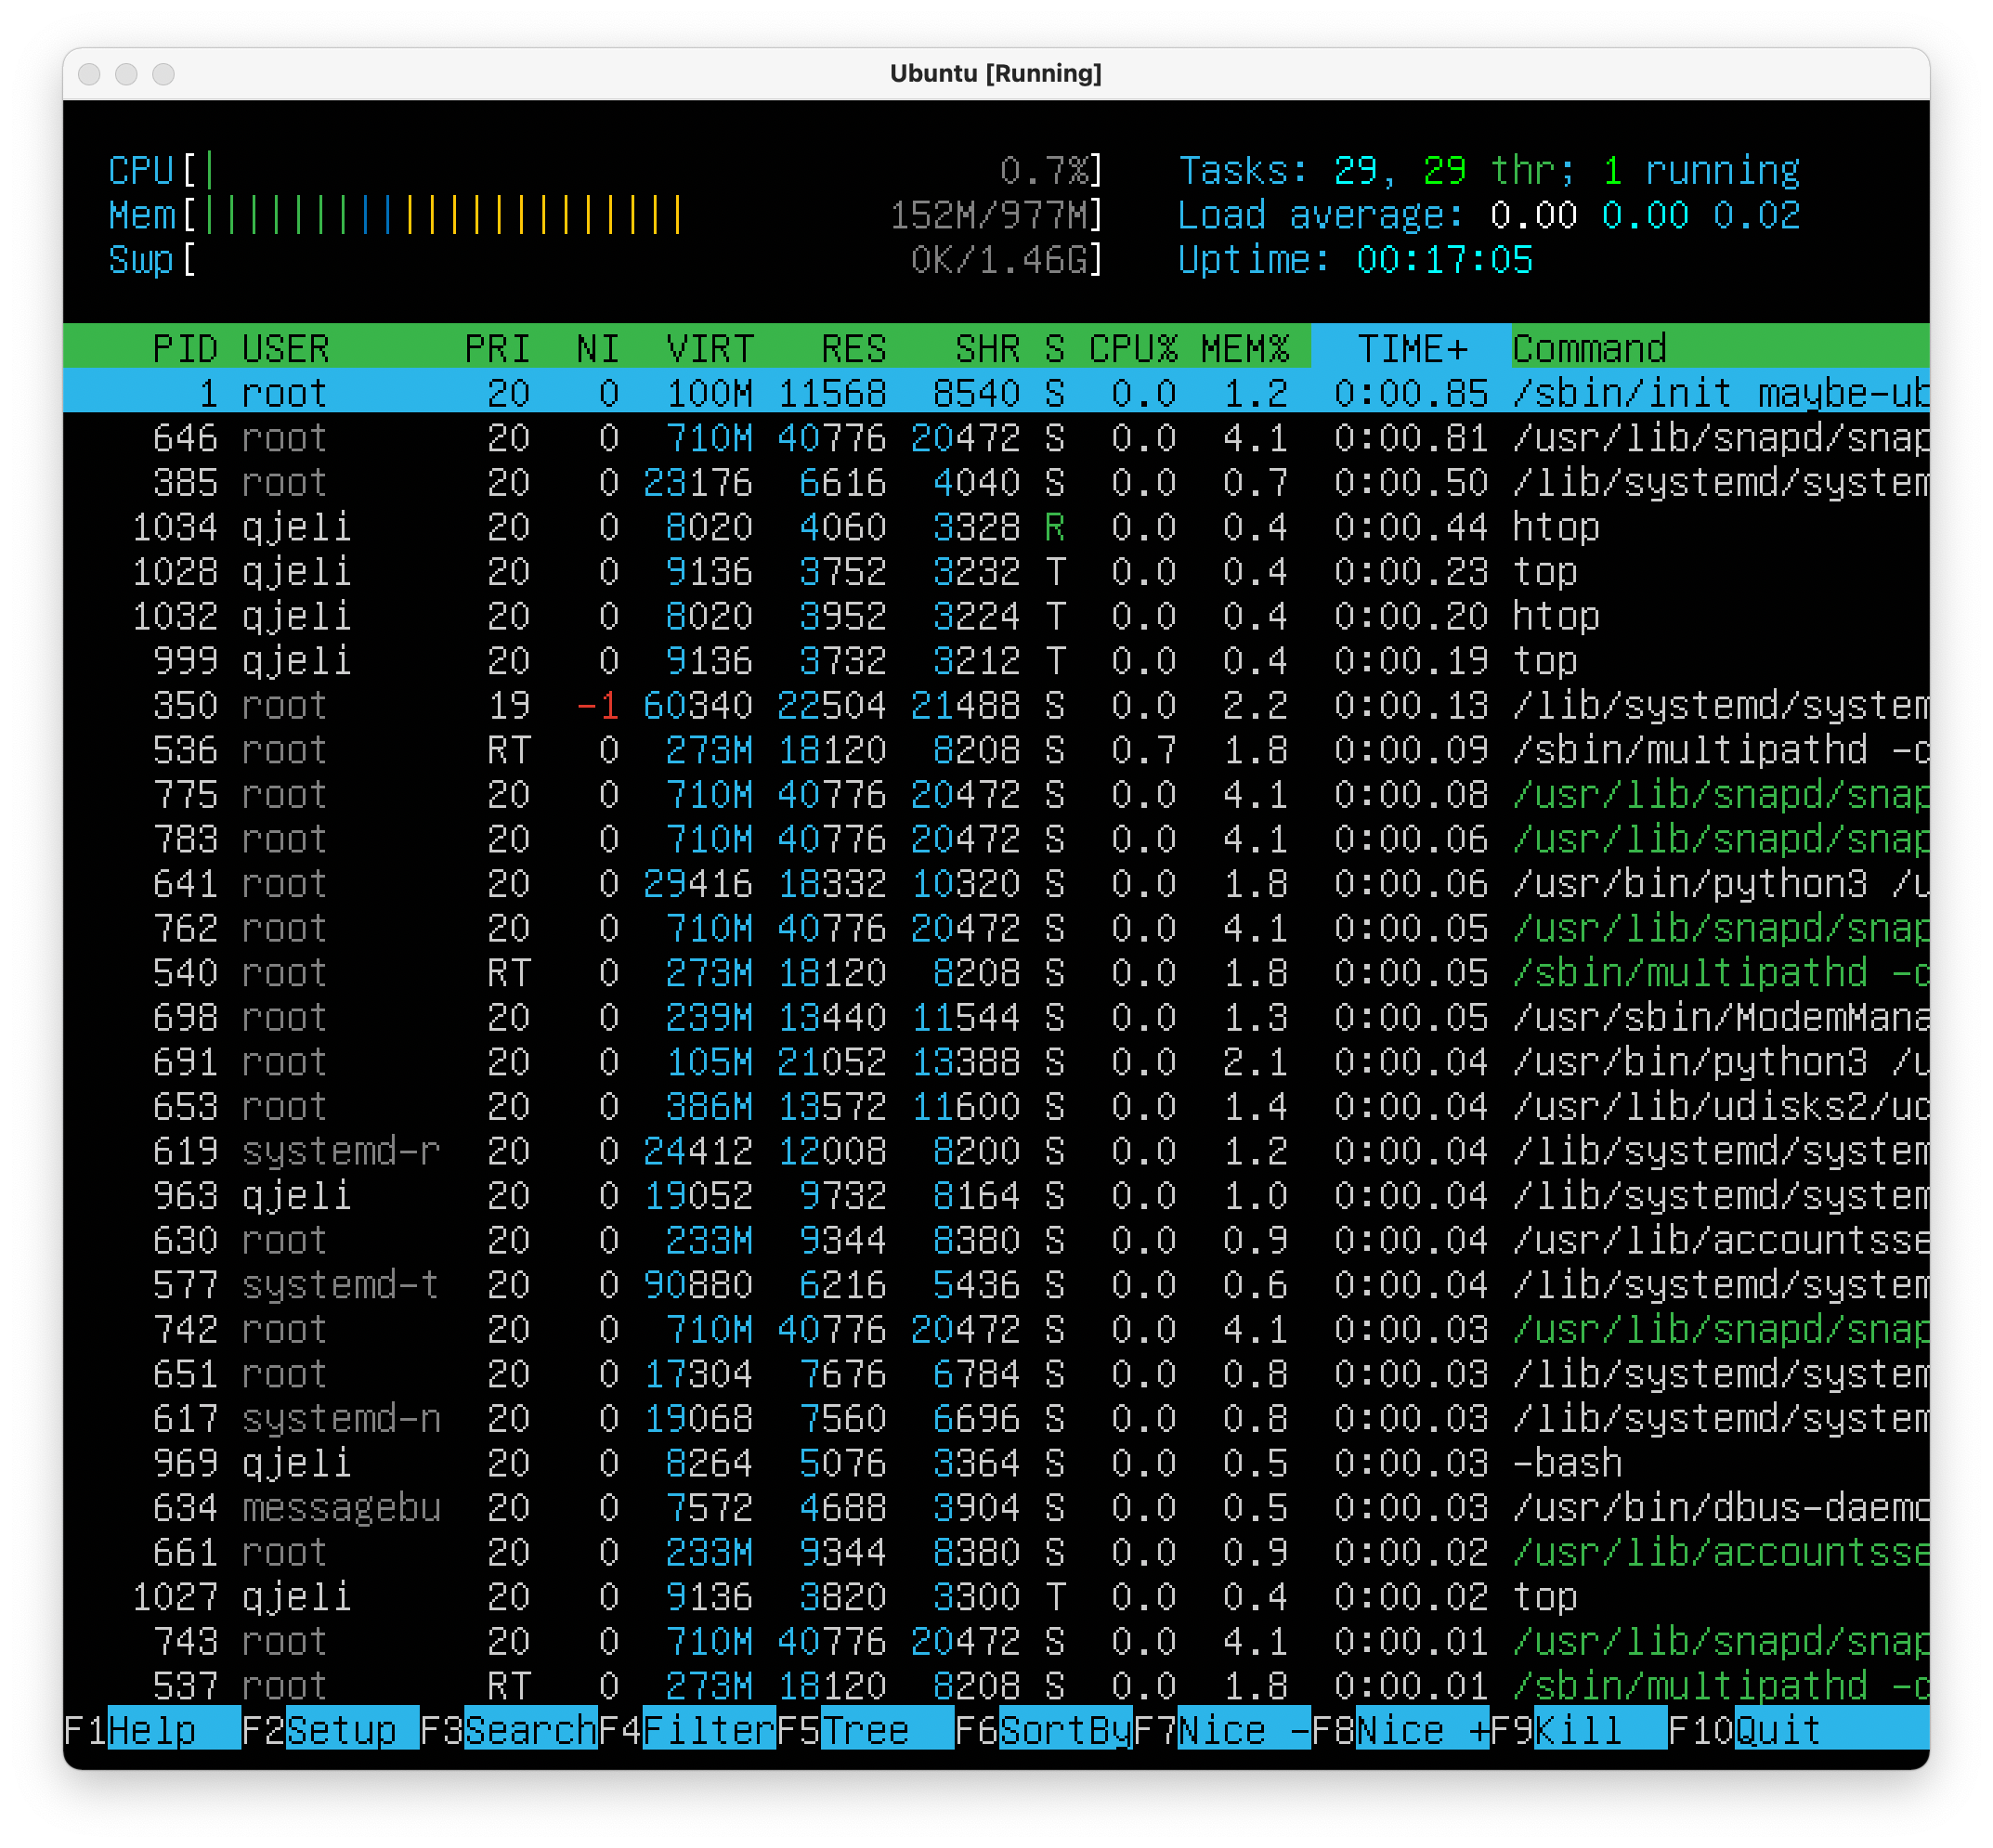 Ubuntu [Running]
CPU[| 0.7%] Tasks: 29, 29 thr; 1 running
Mem[|||||||||||||||||||||| 152M/977M] Load average: 0.00 0.00 0.02
Swp[ 0K/1.46G] Uptime: 00:17:05
PID USER PRI NI VIRT RES SHR S CPU% MEM% TIME+ Command
1 root 20 0 100M 11568 8540 S 0.0 1.2 0:00.85 /sbin/init maybe-ub
646 root 20 0 710M 40776 20472 S 0.0 4.1 0:00.81 /usr/lib/snapd/snap
385 root 20 0 23176 6616 4040 S 0.0 0.7 0:00.50 /lib/systemd/system
1034 qjeli 20 0 8020 4060 3328 R 0.0 0.4 0:00.44 htop
1028 qjeli 20 0 9136 3752 3232 T 0.0 0.4 0:00.23 top
1032 qjeli 20 0 8020 3952 3224 T 0.0 0.4 0:00.20 htop
999 qjeli 20 0 9136 3732 3212 T 0.0 0.4 0:00.19 top
350 root 19 -1 60340 22504 21488 S 0.0 2.2 0:00.13 /lib/systemd/system
536 root RT 0 273M 18120 8208 S 0.7 1.8 0:00.09 /sbin/multipathd -d
775 root 20 0 710M 40776 20472 S 0.0 4.1 0:00.08 /usr/lib/snapd/snap
783 root 20 0 710M 40776 20472 S 0.0 4.1 0:00.06 /usr/lib/snapd/snap
641 root 20 0 29416 18332 10320 S 0.0 1.8 0:00.06 /usr/bin/python3 /u
762 root 20 0 710M 40776 20472 S 0.0 4.1 0:00.05 /usr/lib/snapd/snap
540 root RT 0 273M 18120 8208 S 0.0 1.8 0:00.05 /sbin/multipathd -d
698 root 20 0 239M 13440 11544 S 0.0 1.3 0:00.05 /usr/sbin/ModemMana
691 root 20 0 105M 21052 13388 S 0.0 2.1 0:00.04 /usr/bin/python3 /u
653 root 20 0 386M 13572 11600 S 0.0 1.4 0:00.04 /usr/lib/udisks2/ud
619 systemd-r 20 0 24412 12008 8200 S 0.0 1.2 0:00.04 /lib/systemd/system
963 qjeli 20 0 19052 9732 8164 S 0.0 1.0 0:00.04 /lib/systemd/system
630 root 20 0 233M 9344 8380 S 0.0 0.9 0:00.04 /usr/lib/accountsse
577 systemd-t 20 0 90880 6216 5436 S 0.0 0.6 0:00.04 /lib/systemd/system
742 root 20 0 710M 40776 20472 S 0.0 4.1 0:00.03 /usr/lib/snapd/snap
651 root 20 0 17304 7676 6784 S 0.0 0.8 0:00.03 /lib/systemd/system
617 systemd-n 20 0 19068 7560 6696 S 0.0 0.8 0:00.03 /lib/systemd/system
969 qjeli 20 0 8264 5076 3364 S 0.0 0.5 0:00.03 -bash
634 messagebu 20 0 7572 4688 3904 S 0.0 0.5 0:00.03 /usr/bin/dbus-daemo
661 root 20 0 233M 9344 8380 S 0.0 0.9 0:00.02 /usr/lib/accountsse
1027 qjeli 20 0 9136 3820 3300 T 0.0 0.4 0:00.02 top
743 root 20 0 710M 40776 20472 S 0.0 4.1 0:00.01 /usr/lib/snapd/snap
537 root RT 0 273M 18120 8208 S 0.0 1.8 0:00.01 /sbin/multipathd -d
F1Help F2Setup F3SearchF4FilterF5Tree F6SortByF7Nice -F8Nice +F9Kill F10Quit